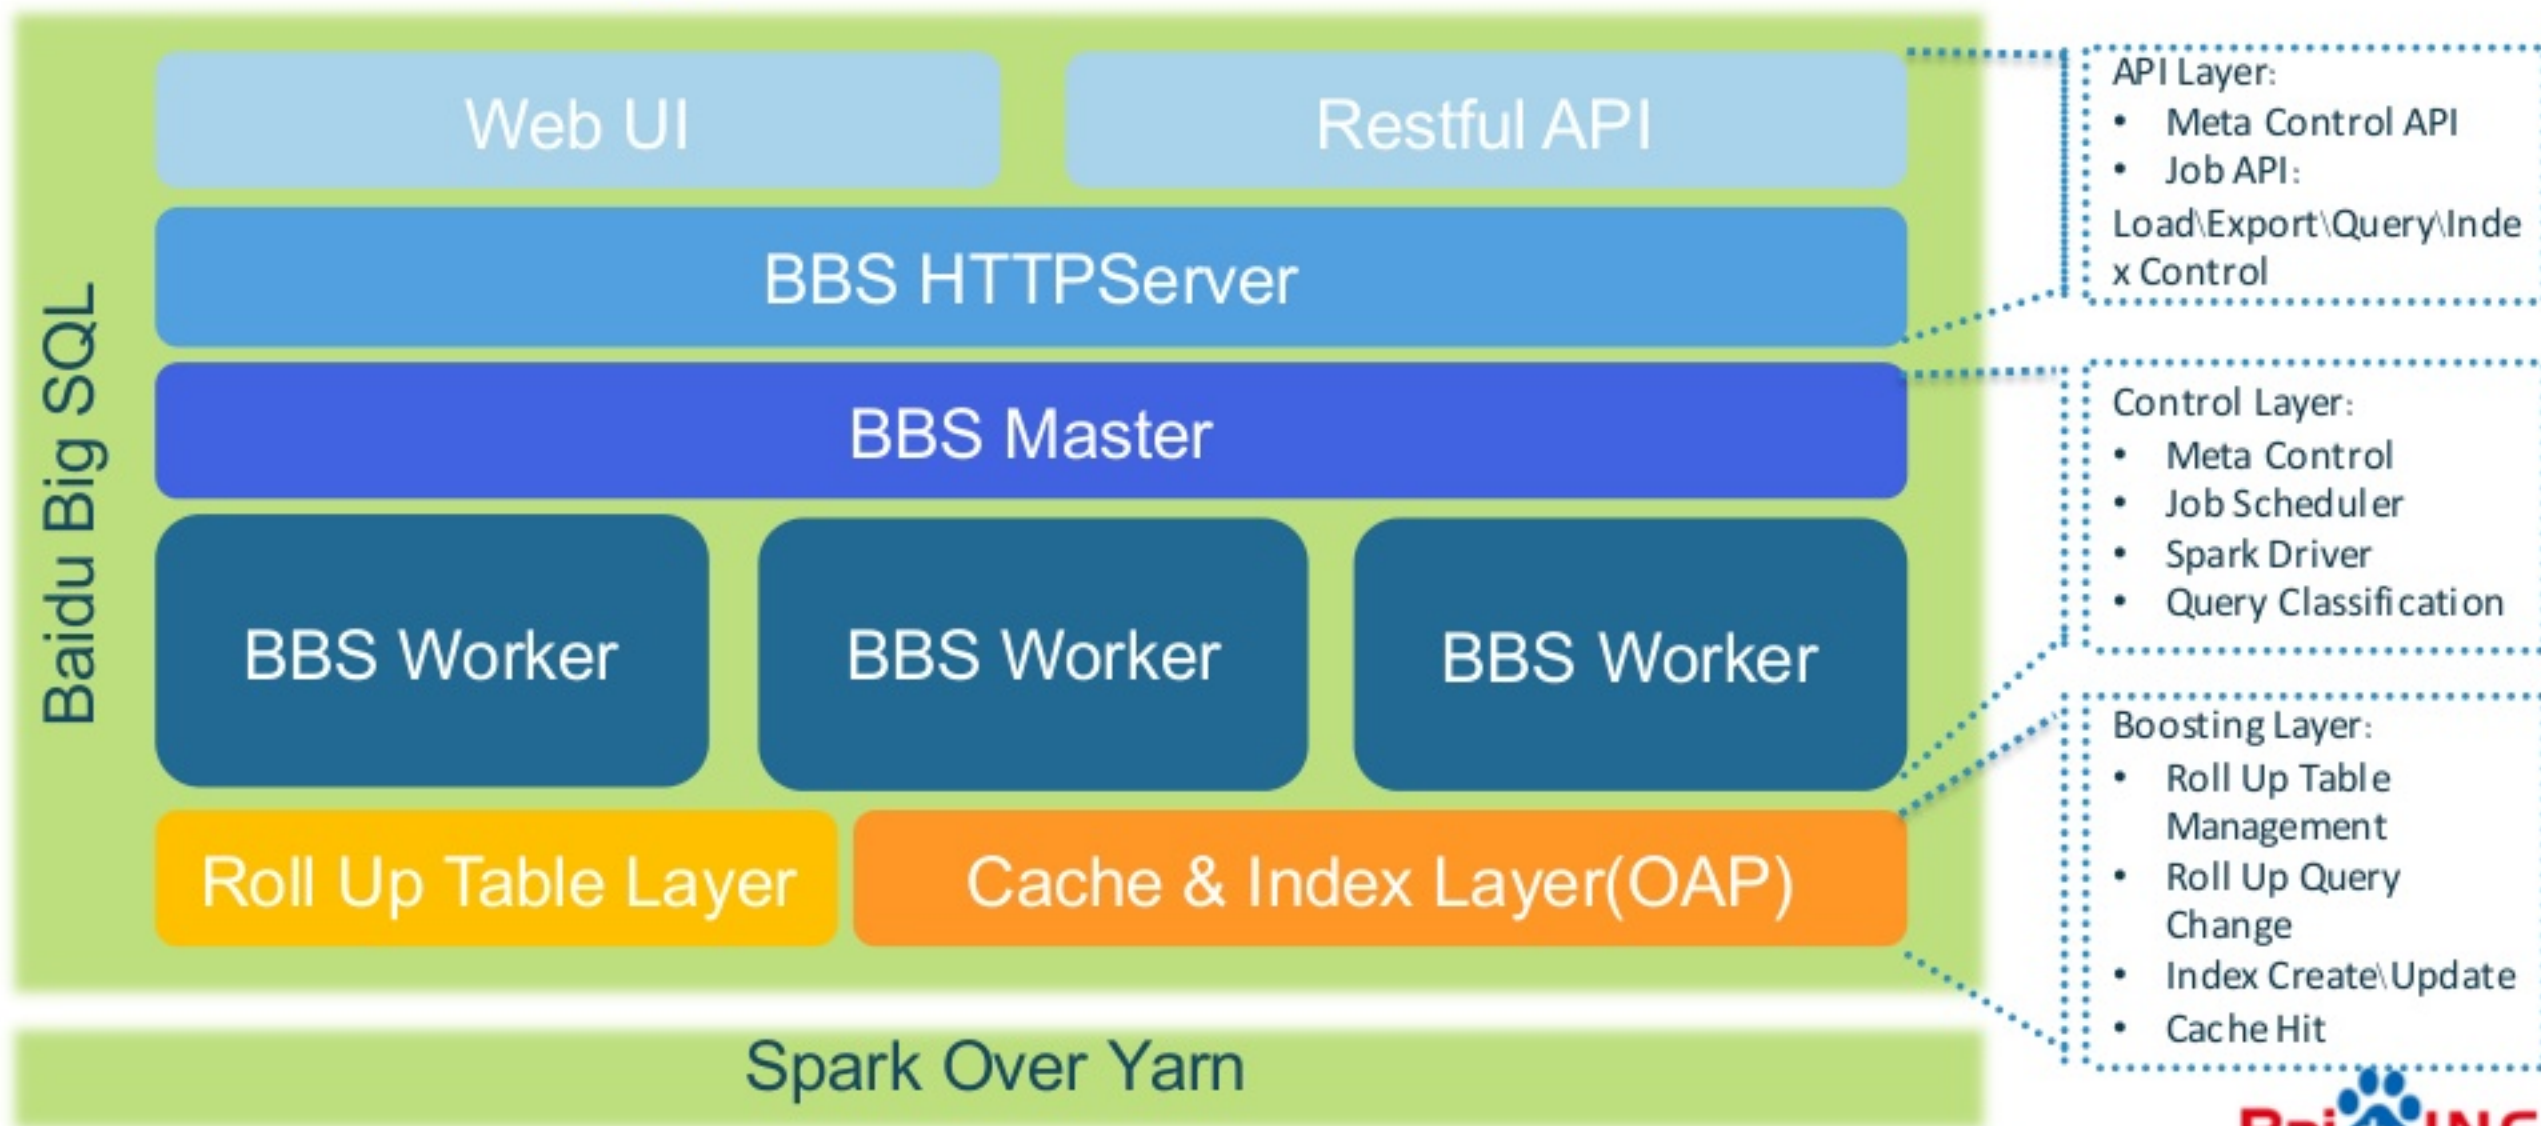 Baidu Big SQL
Web UI
Restful API
BBS HTTPServer
BBS Master
BBS Worker
BBS Worker
BBS Worker
Roll Up Table Layer
Cache & Index Layer(OAP)
Spark Over Yarn
API Layer:
• Meta Control API
• Job API:
Load\Export\Query\Inde
x Control
Control Layer:
• Meta Control
• Job Scheduler
• Spark Driver
• Query Classification
Boosting Layer:
• Roll Up Table
Management
• Roll Up Query
Change
• Index Create\Update
• Cache Hit